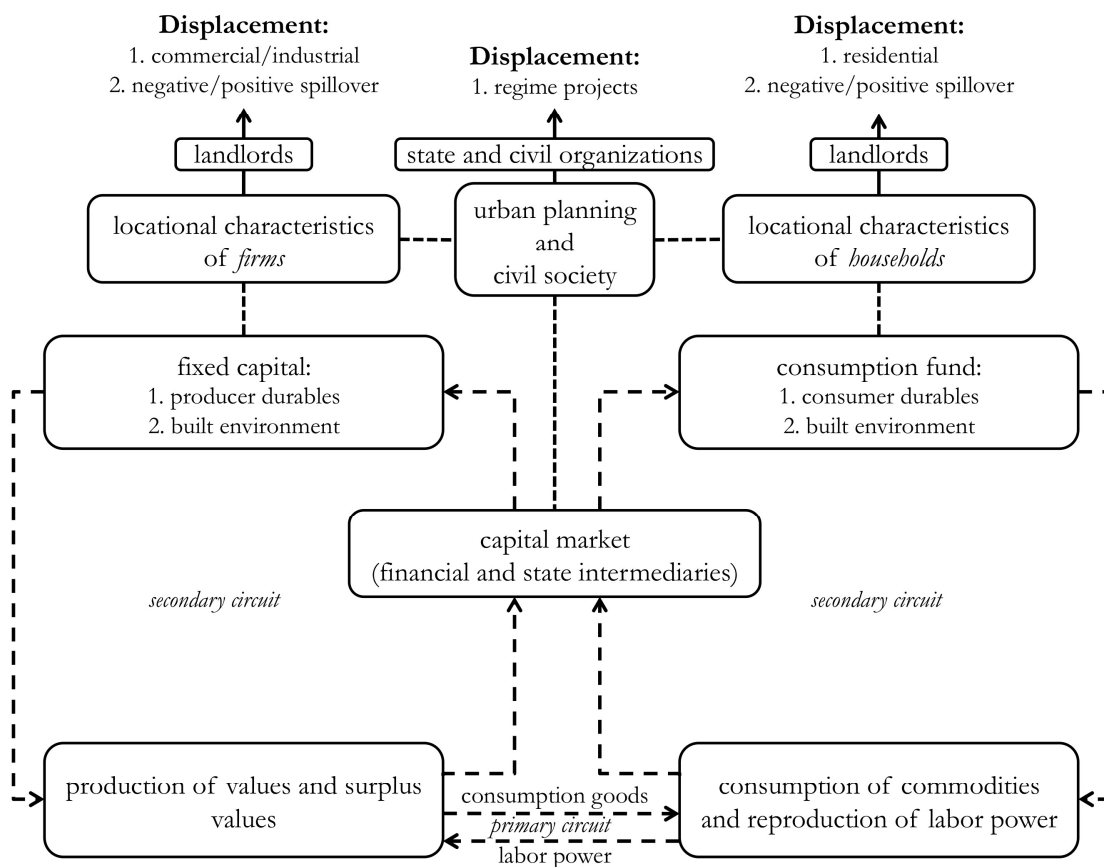 Displacement:
1. commercial/industrial
2. negative/positive spillover
Displacement:
1. regime projects
Displacement:
1. residential
2. negative/positive spillover
landlords
state and civil organizations
landlords
locational characteristics
of firms
urban planning
and
civil society
locational characteristics
of households
fixed capital:
1. producer durables
2. built environment
consumption fund:
1. consumer durables
2. built environment
capital market
(financial and state intermediaries)
secondary circuit
secondary circuit
production of values and surplus
values
consumption goods
primary circuit
labor power
consumption of commodities
and reproduction of labor power